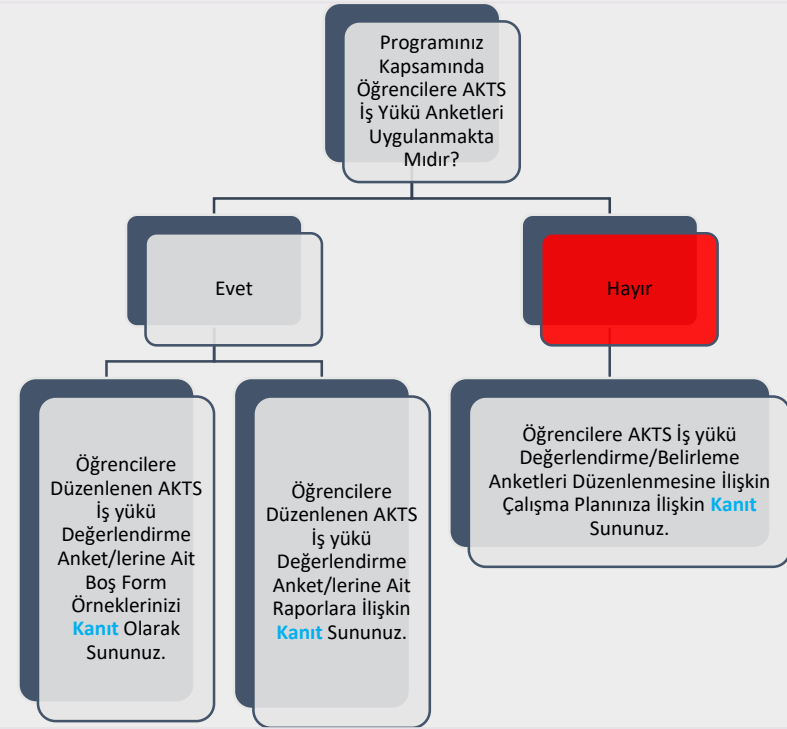 Programınız
Kapsamında
Öğrencilere AKTS
İş Yükü Anketleri
Uygulanmakta
Mıdır?
Evet
Hayır
Öğrencilere
Düzenlenen AKTS
İş yükü
Değerlendirme
Anket/lerine Ait
Boş Form
Örneklerinizi
Kanıt Olarak
Sununuz.
Öğrencilere
Düzenlenen AKTS
İş yükü
Değerlendirme
Anket/lerine Ait
Raporlara İlişkin
Kanıt Sununuz.
Öğrencilere AKTS İş yükü
Değerlendirme/Belirleme
Anketleri Düzenlenmesine İlişkin
Çalışma Planınıza İlişkin Kanıt
Sununuz.